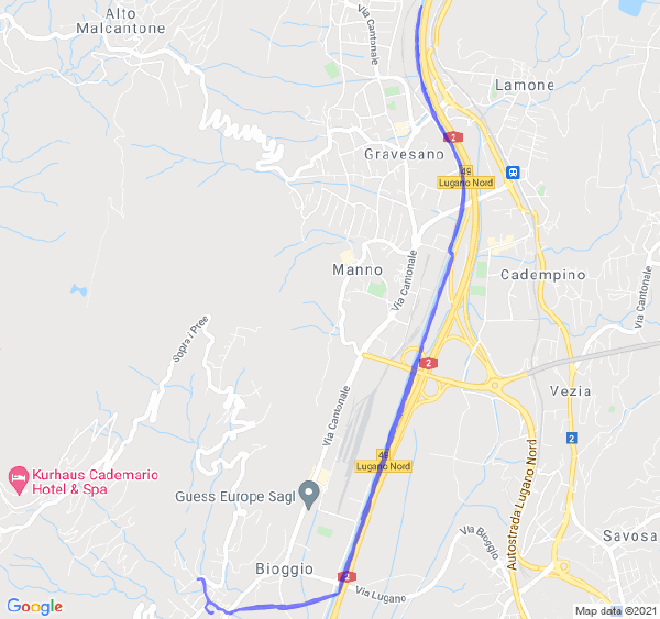 Alto
Malcantone
Via Cantonale
Lamone
2
Gravesano
49
Lugano Nord
Manno
Via Cantonale
Cadempino
Via Cantonale
Sopra i Pree
2
Vezia
Via Cantonale
2
49
Lugano Nord
Kurhaus Cademario
Hotel & Spa
Guess Europe Sagl
Autostrada Lugano Nord
Via Bioggio
Savosa
Bioggio
2
Via Lugano
Google
Map data ©2021